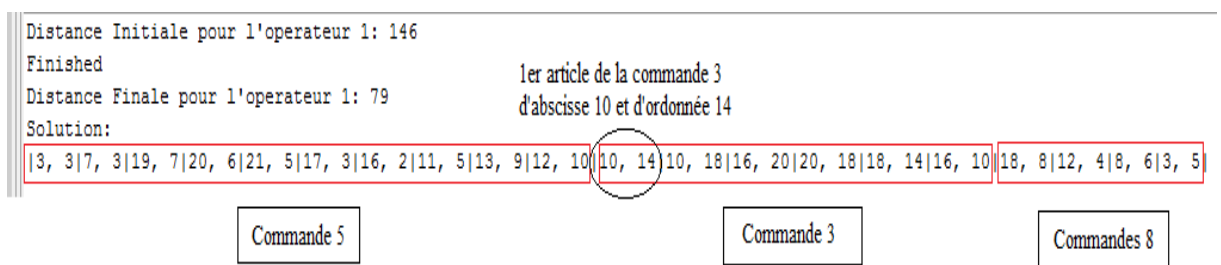 Distance Initiale pour l'operateur 1: 146
Finished
1er article de la commande 3
Distance Finale pour l'operateur 1: 79
d'abscisse 10 et d'ordonnée 14
Solution:
|3, 3|7, 3|19, 7|20, 6|21, 5|17, 3|16, 2|11, 5|13, 9|12, 10|10, 14|10, 18|16, 20|20, 18|18, 14|16, 10|18, 8|12, 4|8, 6|3, 5|
Commande 5
Commande 3
Commandes 8